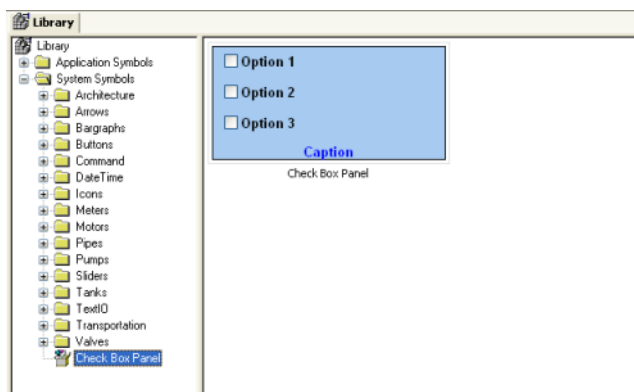 Library
Library
Application Symbols
System Symbols
Architecture
Arrows
Bargraphs
Buttons
Command
DateTime
Icons
Meters
Motors
Pipes
Pumps
Sliders
Tanks
TextIO
Transportation
Valves
Check Box Panel
Option 1
Option 2
Option 3
Caption
Check Box Panel